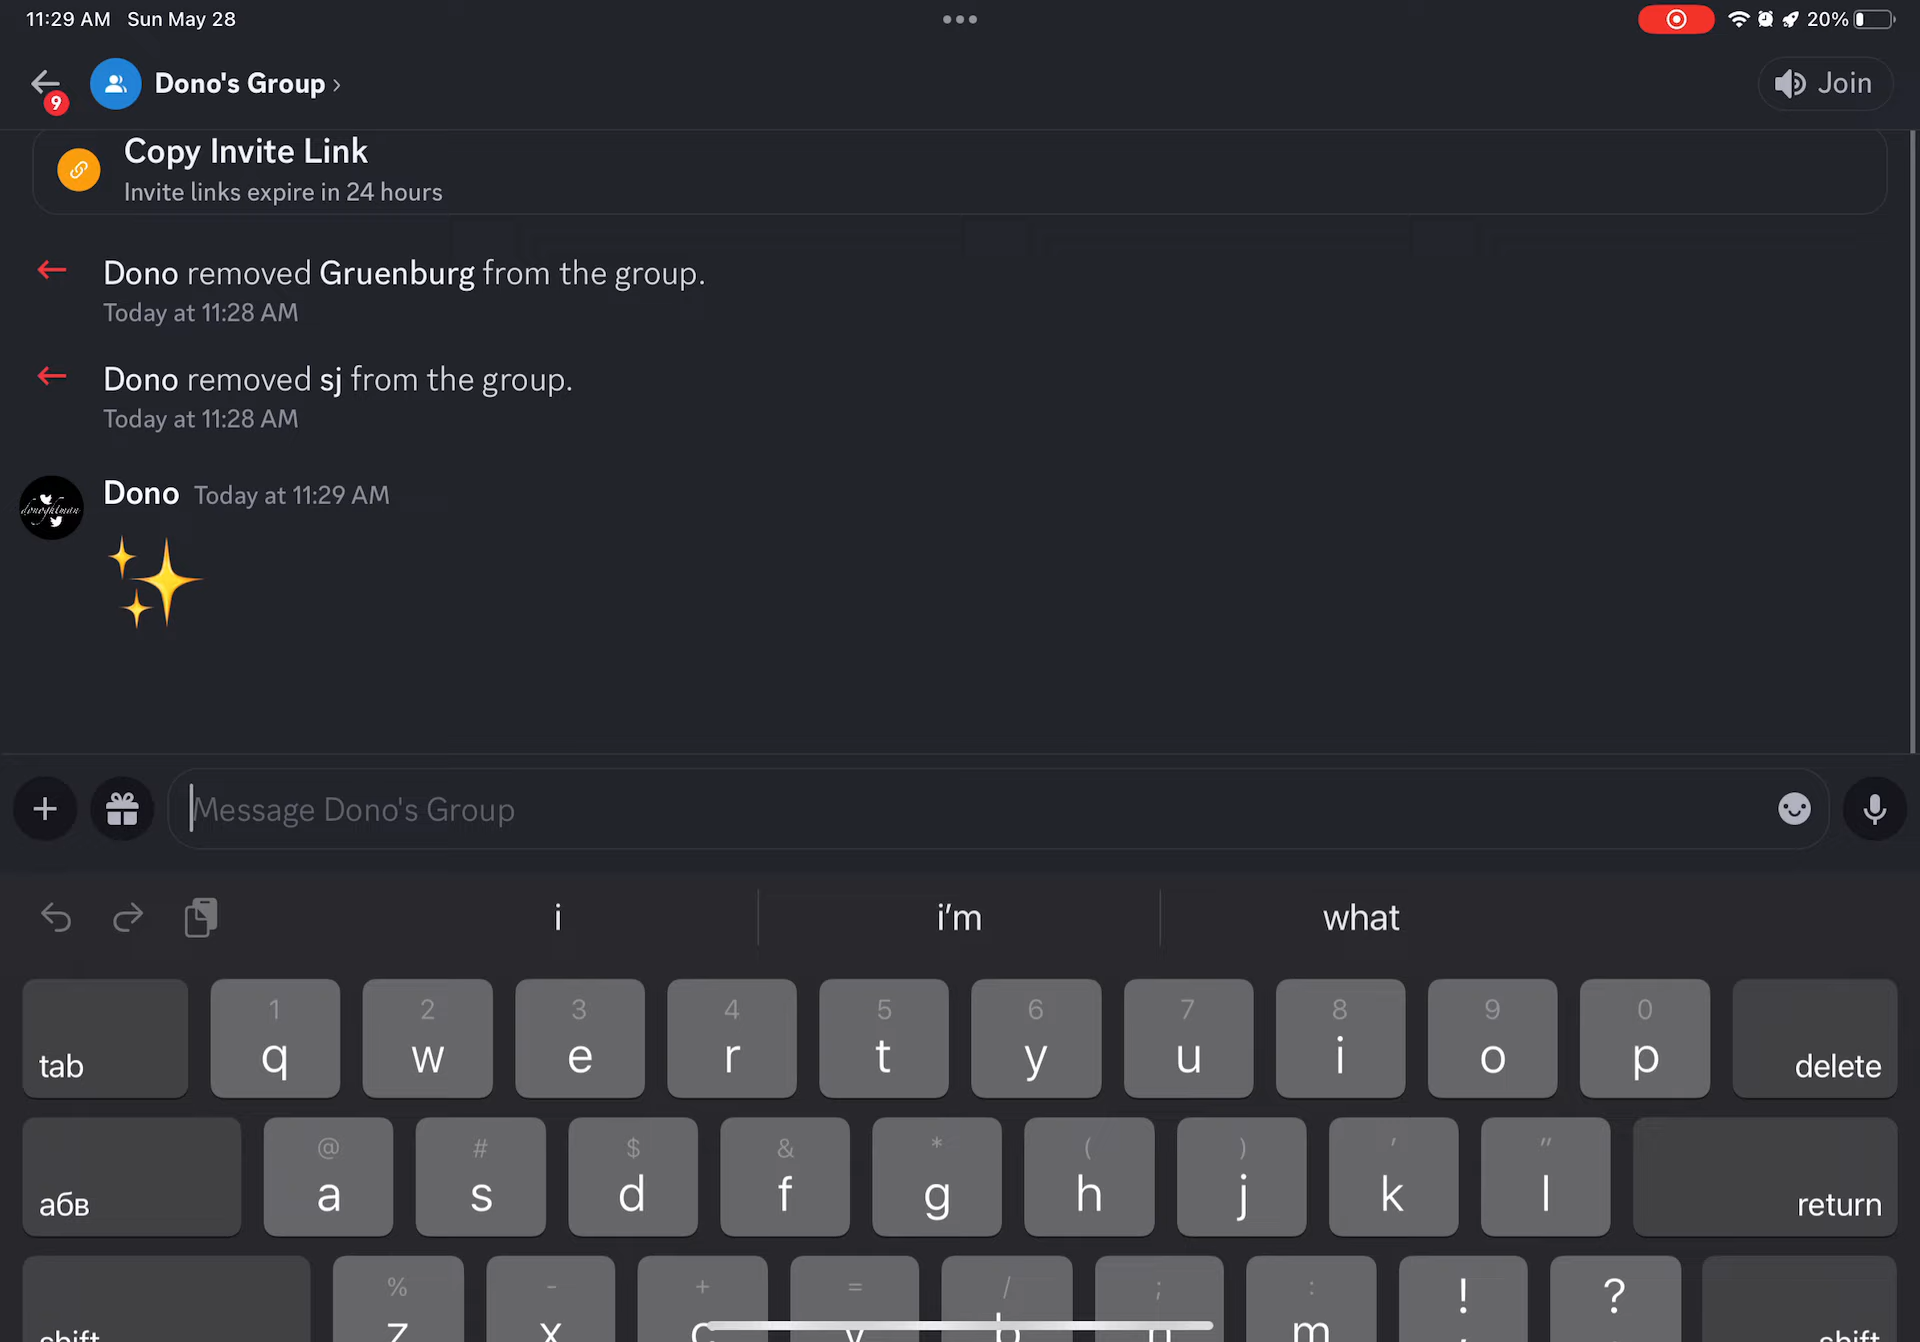 11:29 AM Sun May 28
20%
9
Dono's Group
Join
Copy Invite Link
Invite links expire in 24 hours
Dono removed Gruenburg from the group.
Today at 11:28 AM
Dono removed sj from the group.
Today at 11:28 AM
Dono Today at 11:29 AM
donoghtman
Message Dono's Group
i i'm what
1 2 3 4 5 6 7 8 9 0
tab q w e r t y u i o p delete
@ # $ & * ( ) ' "
абв a s d f g h j k l return
% - + = / ; : ! ?
shift z x c v b n m , . shift